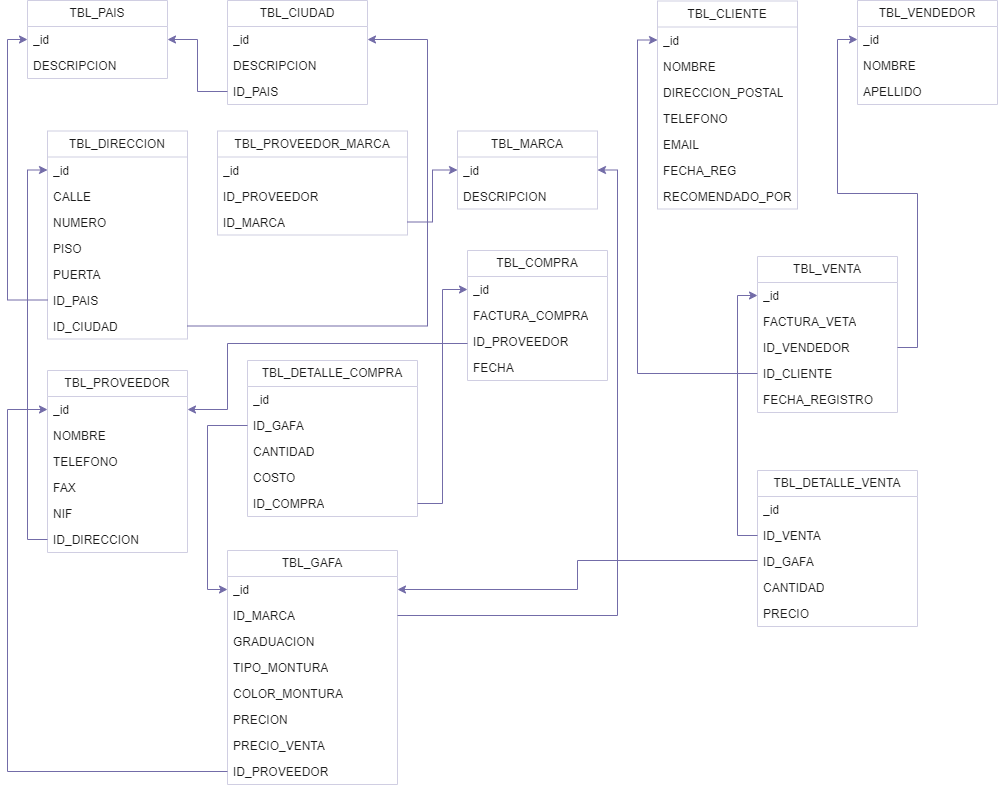 TBL_PAIS
_id
DESCRIPCION
TBL_CIUDAD
_id
DESCRIPCION
ID_PAIS
TBL_CLIENTE
_id
NOMBRE
DIRECCION_POSTAL
TELEFONO
EMAIL
FECHA_REG
RECOMENDADO_POR
TBL_VENDEDOR
_id
NOMBRE
APELLIDO
TBL_DIRECCION
_id
CALLE
NUMERO
PISO
PUERTA
ID_PAIS
ID_CIUDAD
TBL_PROVEEDOR_MARCA
_id
ID_PROVEEDOR
ID_MARCA
TBL_MARCA
_id
DESCRIPCION
TBL_COMPRA
_id
FACTURA_COMPRA
ID_PROVEEDOR
FECHA
TBL_VENTA
_id
FACTURA_VETA
ID_VENDEDOR
ID_CLIENTE
FECHA_REGISTRO
TBL_PROVEEDOR
_id
NOMBRE
TELEFONO
FAX
NIF
ID_DIRECCION
TBL_DETALLE_COMPRA
_id
ID_GAFA
CANTIDAD
COSTO
ID_COMPRA
TBL_DETALLE_VENTA
_id
ID_VENTA
ID_GAFA
CANTIDAD
PRECIO
TBL_GAFA
_id
ID_MARCA
GRADUACION
TIPO_MONTURA
COLOR_MONTURA
PRECION
PRECIO_VENTA
ID_PROVEEDOR